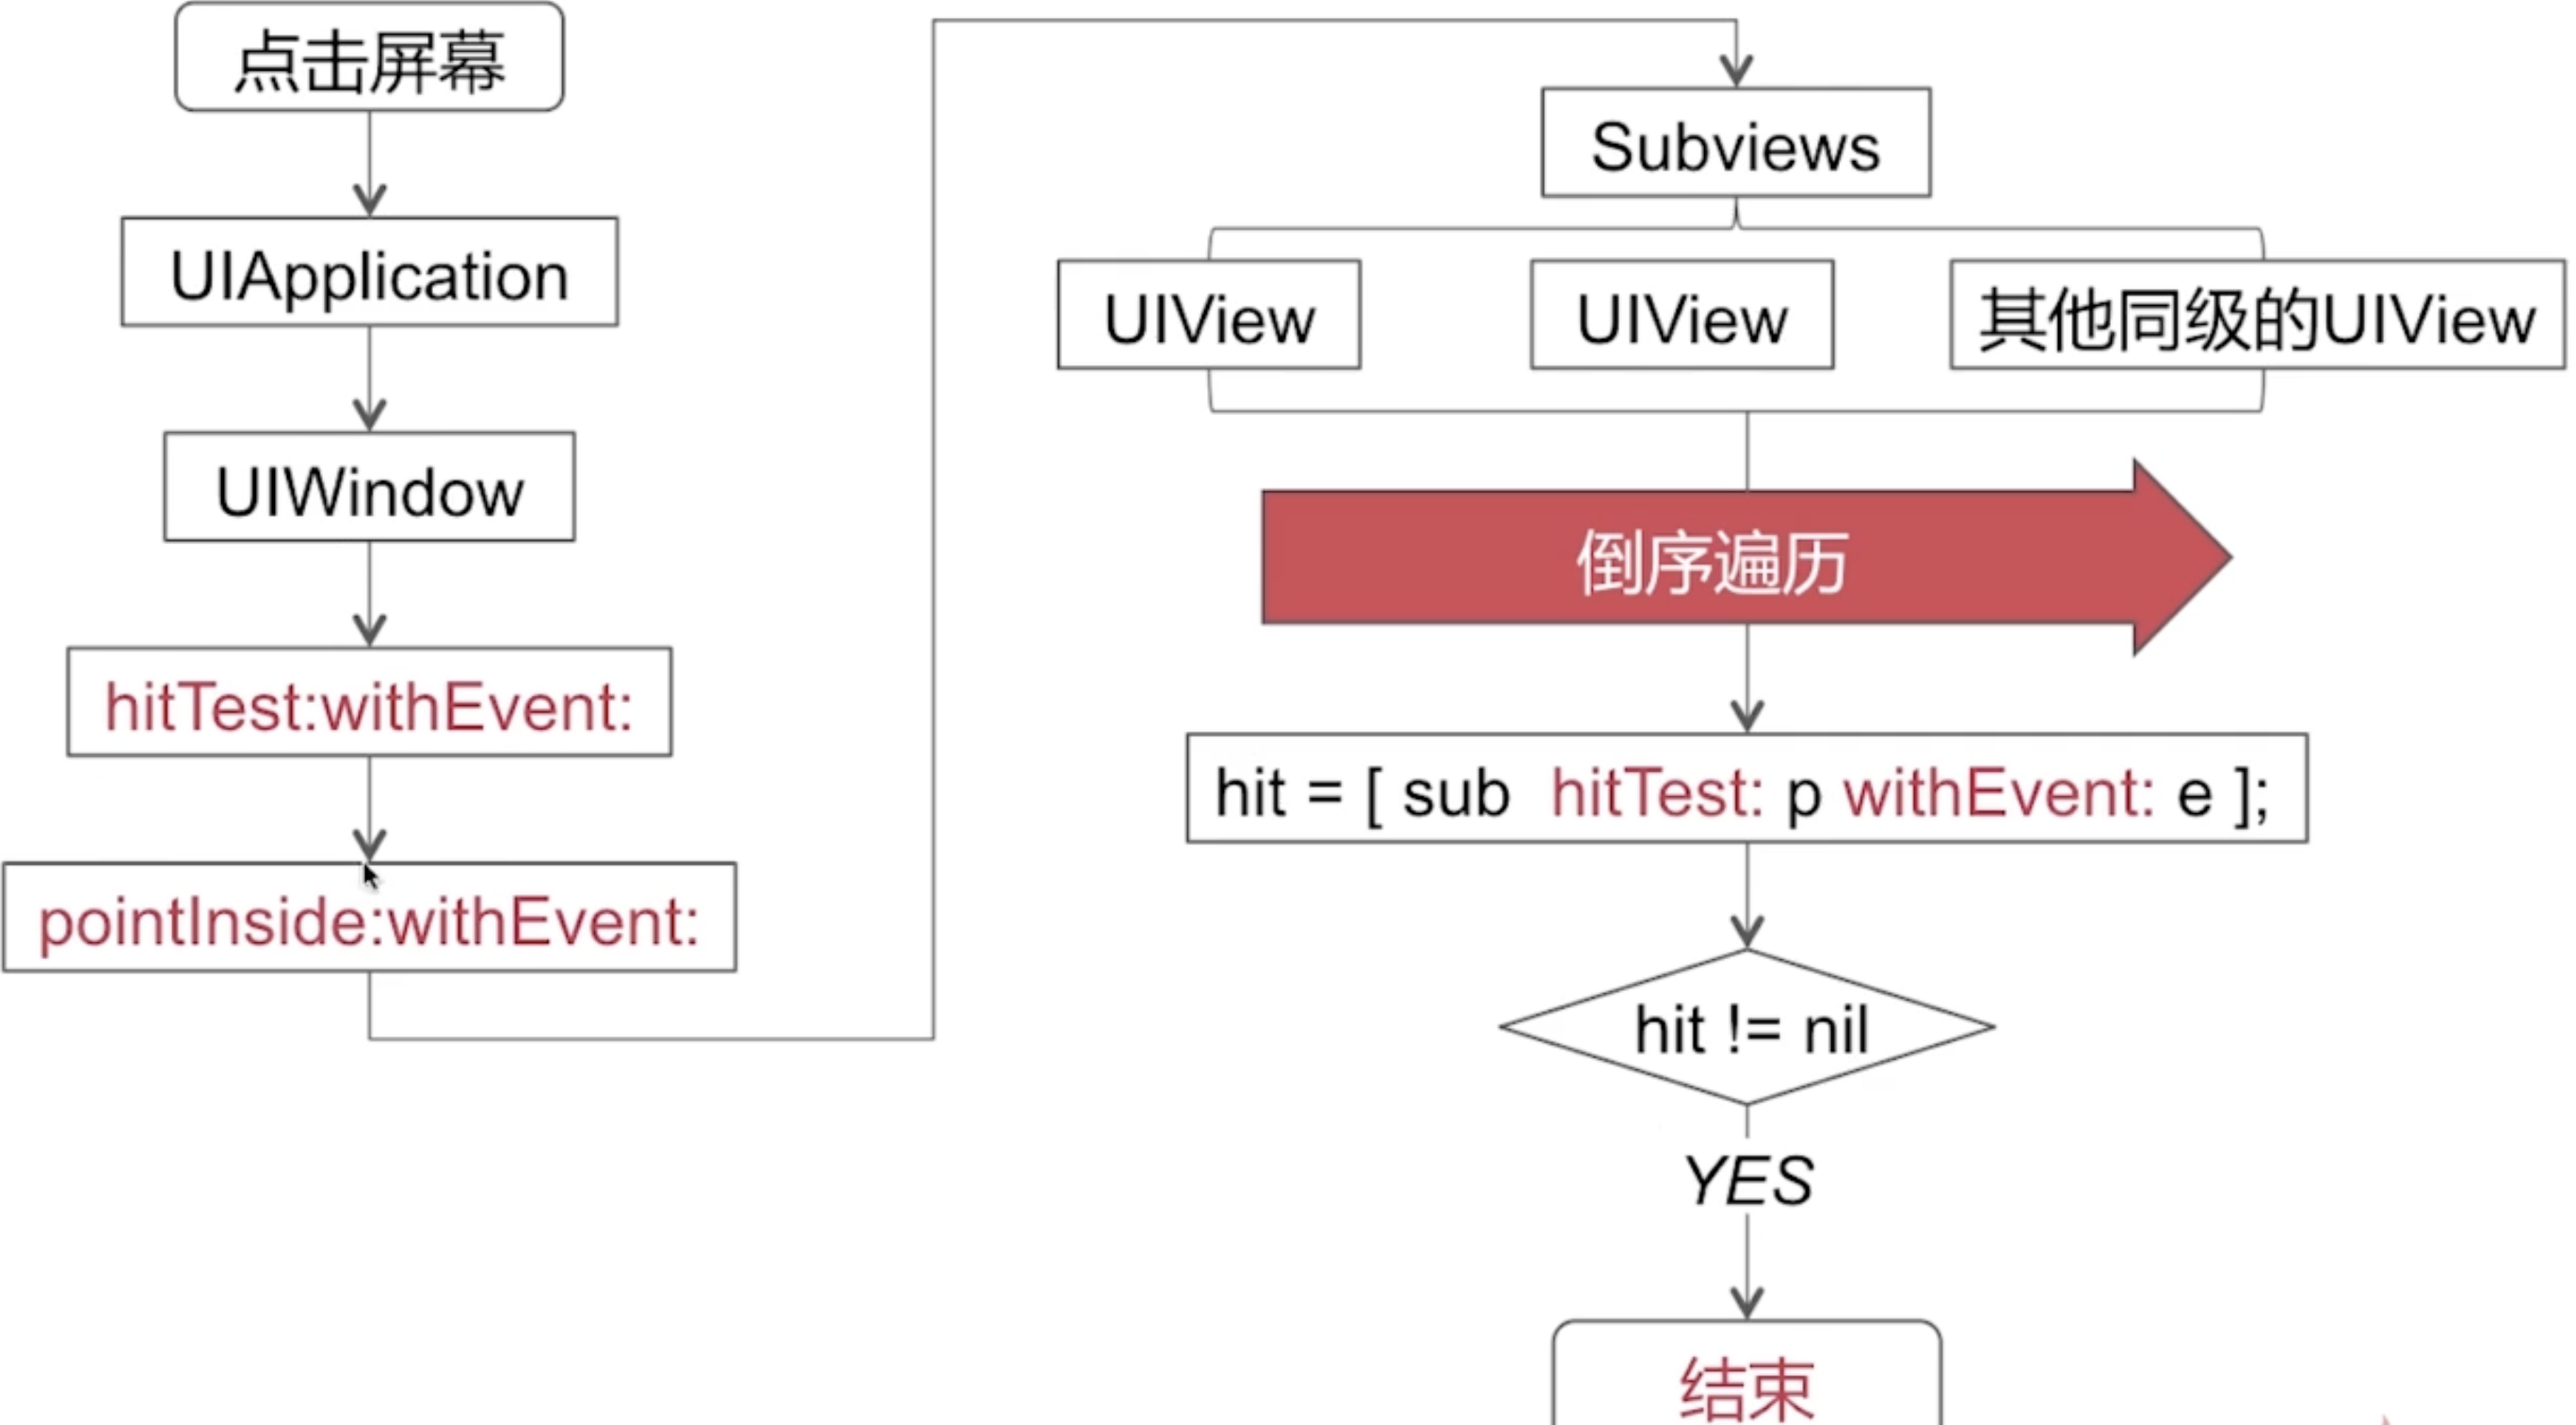 点击屏幕
UIApplication
UIWindow
hitTest:withEvent:
pointInside:withEvent:
Subviews
UIView
UIView
其他同级的UIView
倒序遍历
hit = [ sub hitTest: p withEvent: e ];
hit != nil
YES
结束